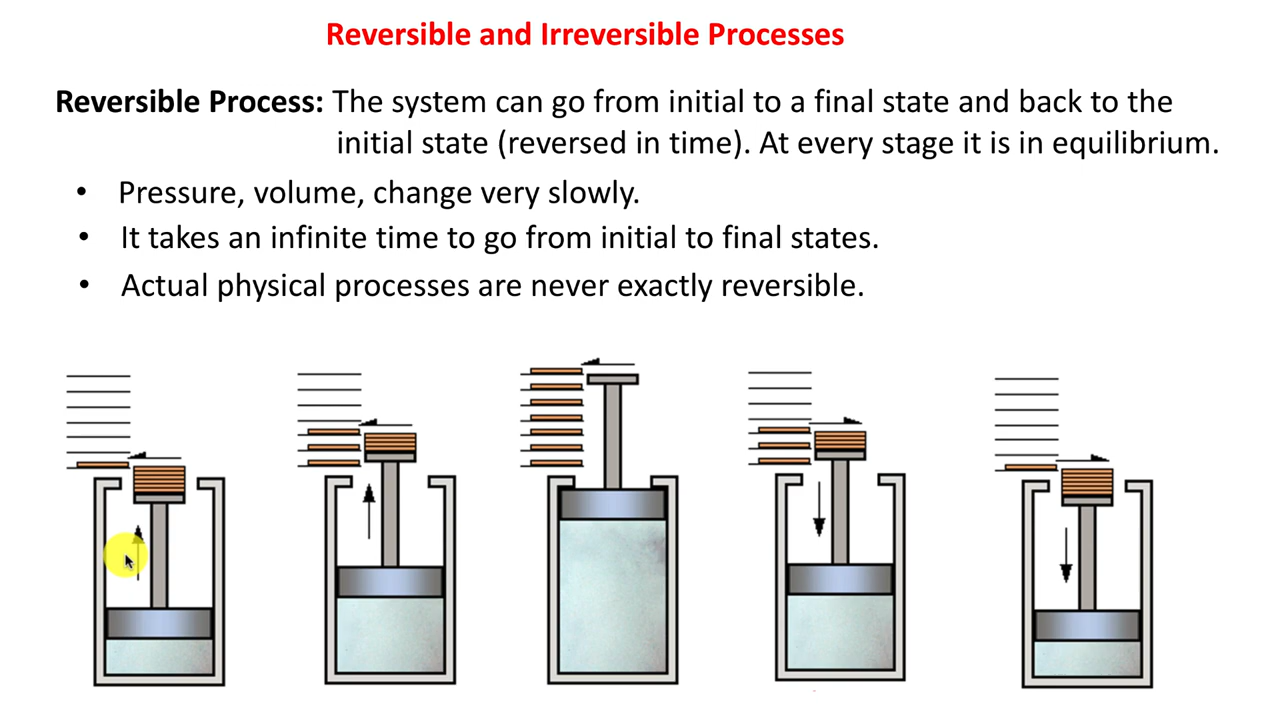 Reversible and Irreversible Processes
Reversible Process: The system can go from initial to a final state and back to the
initial state (reversed in time). At every stage it is in equilibrium.
• Pressure, volume, change very slowly.
• It takes an infinite time to go from initial to final states.
• Actual physical processes are never exactly reversible.